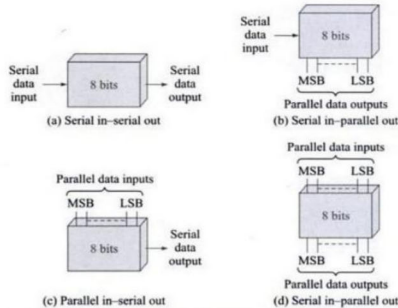 Serial
data
input
8 bits
Serial
data
output
(a) Serial in–serial out
Serial
data
input
8 bits
MSB LSB
Parallel data outputs
(b) Serial in–parallel out
Parallel data inputs
MSB LSB
8 bits
Serial
data
output
(c) Parallel in–serial out
Parallel data inputs
MSB LSB
8 bits
MSB LSB
Parallel data outputs
(d) Serial in–parallel out